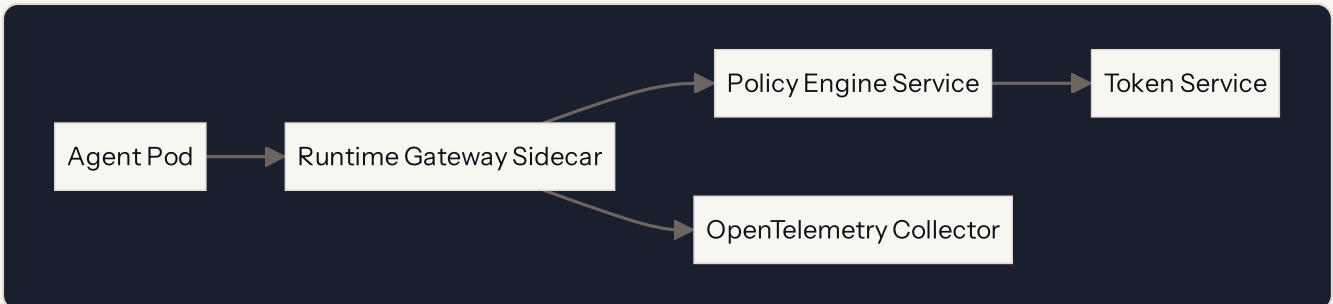 Agent Pod
Runtime Gateway Sidecar
Policy Engine Service
Token Service
OpenTelemetry Collector